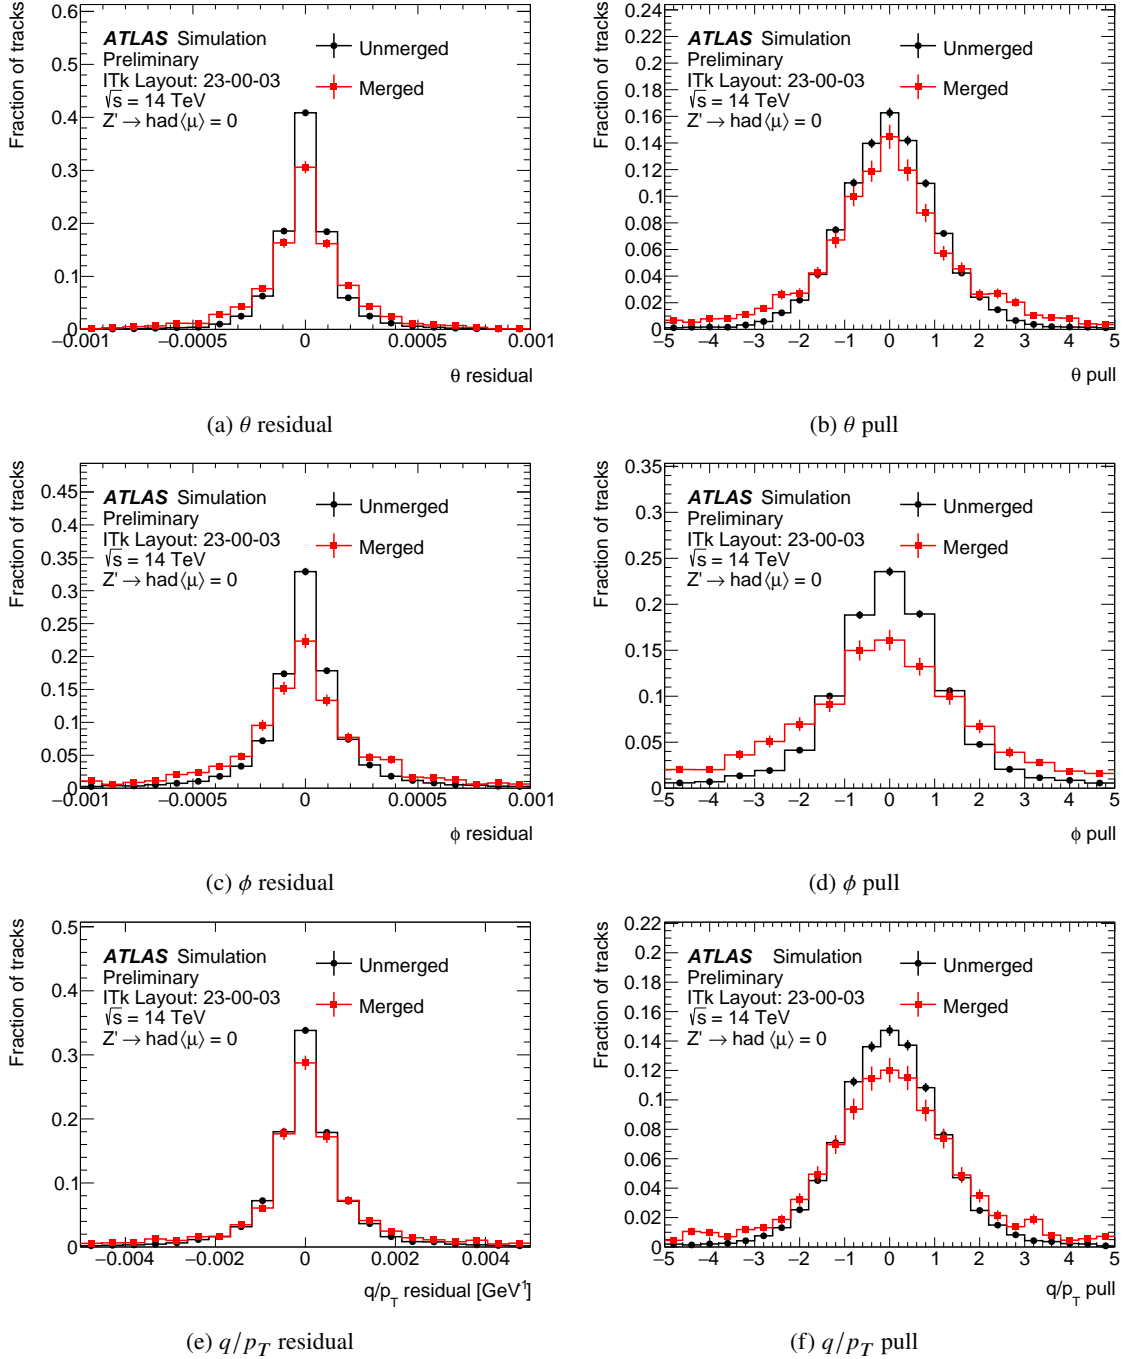 Fraction of tracks
0.6
0.5
0.4
0.3
0.2
0.1
0
ATLAS Simulation
Preliminary
ITk Layout: 23-00-03
√s = 14 TeV
Z' → had⟨μ⟩ = 0
Unmerged
Merged
−0.001 −0.0005 0 0.0005 0.001
θ residual
(a) θ residual
Fraction of tracks
0.24
0.22
0.2
0.18
0.16
0.14
0.12
0.1
0.08
0.06
0.04
0.02
0
ATLAS Simulation
Preliminary
ITk Layout: 23-00-03
√s = 14 TeV
Z' → had⟨μ⟩ = 0
Unmerged
Merged
−5 −4 −3 −2 −1 0 1 2 3 4 5
θ pull
(b) θ pull
Fraction of tracks
0.45
0.4
0.35
0.3
0.25
0.2
0.15
0.1
0.05
0
ATLAS Simulation
Preliminary
ITk Layout: 23-00-03
√s = 14 TeV
Z' → had⟨μ⟩ = 0
Unmerged
Merged
−0.001 −0.0005 0 0.0005 0.001
ϕ residual
(c) ϕ residual
Fraction of tracks
0.35
0.3
0.25
0.2
0.15
0.1
0.05
0
ATLAS Simulation
Preliminary
ITk Layout: 23-00-03
√s = 14 TeV
Z' → had⟨μ⟩ = 0
Unmerged
Merged
−5 −4 −3 −2 −1 0 1 2 3 4 5
ϕ pull
(d) ϕ pull
Fraction of tracks
0.5
0.4
0.3
0.2
0.1
0
ATLAS Simulation
Preliminary
ITk Layout: 23-00-03
√s = 14 TeV
Z' → had⟨μ⟩ = 0
Unmerged
Merged
−0.004 −0.002 0 0.002 0.004
q/p_T residual [GeV⁻¹]
(e) q/p_T residual
Fraction of tracks
0.22
0.2
0.18
0.16
0.14
0.12
0.1
0.08
0.06
0.04
0.02
0
ATLAS Simulation
Preliminary
ITk Layout: 23-00-03
√s = 14 TeV
Z' → had ⟨μ⟩ = 0
Unmerged
Merged
−5 −4 −3 −2 −1 0 1 2 3 4 5
q/p_T pull
(f) q/p_T pull